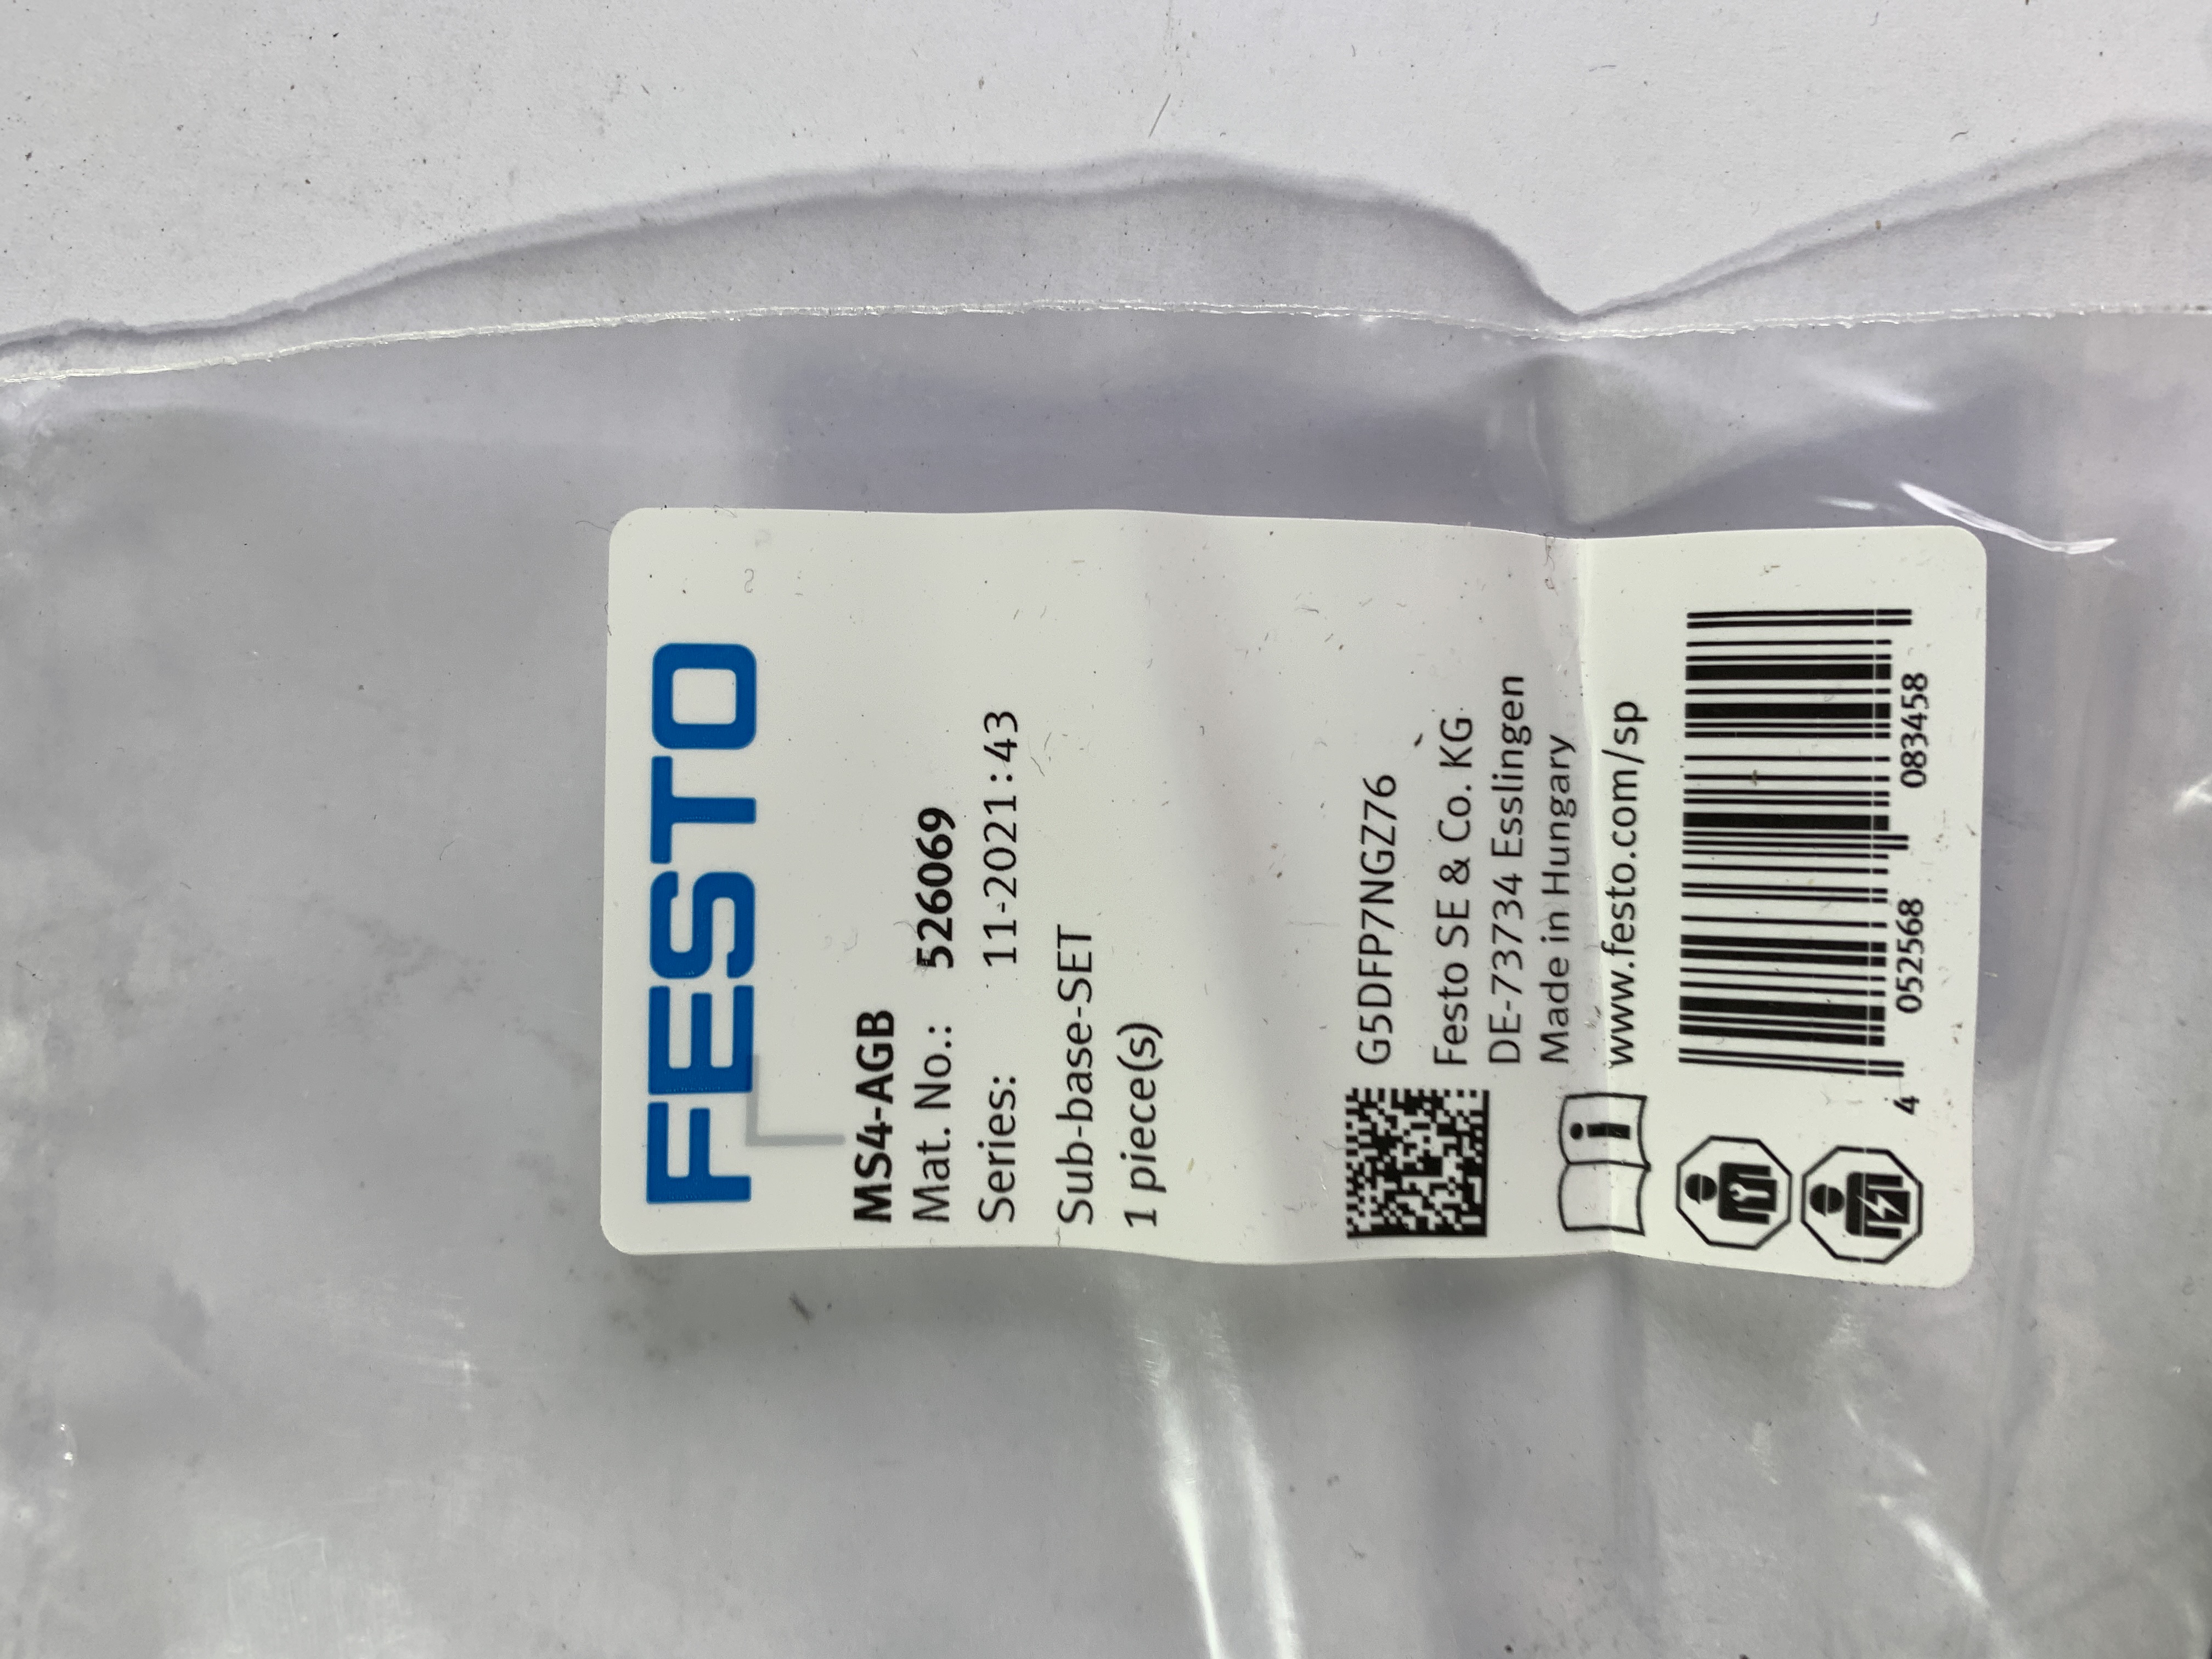 FESTO
MS4-AGB
Mat. No.: 526069
Series: 11-2021:43
Sub-base-SET
1 piece(s)
G5DFP7NGZ76
Festo SE & Co. KG
DE-73734 Esslingen
Made in Hungary
www.festo.com/sp
4 052568 083458